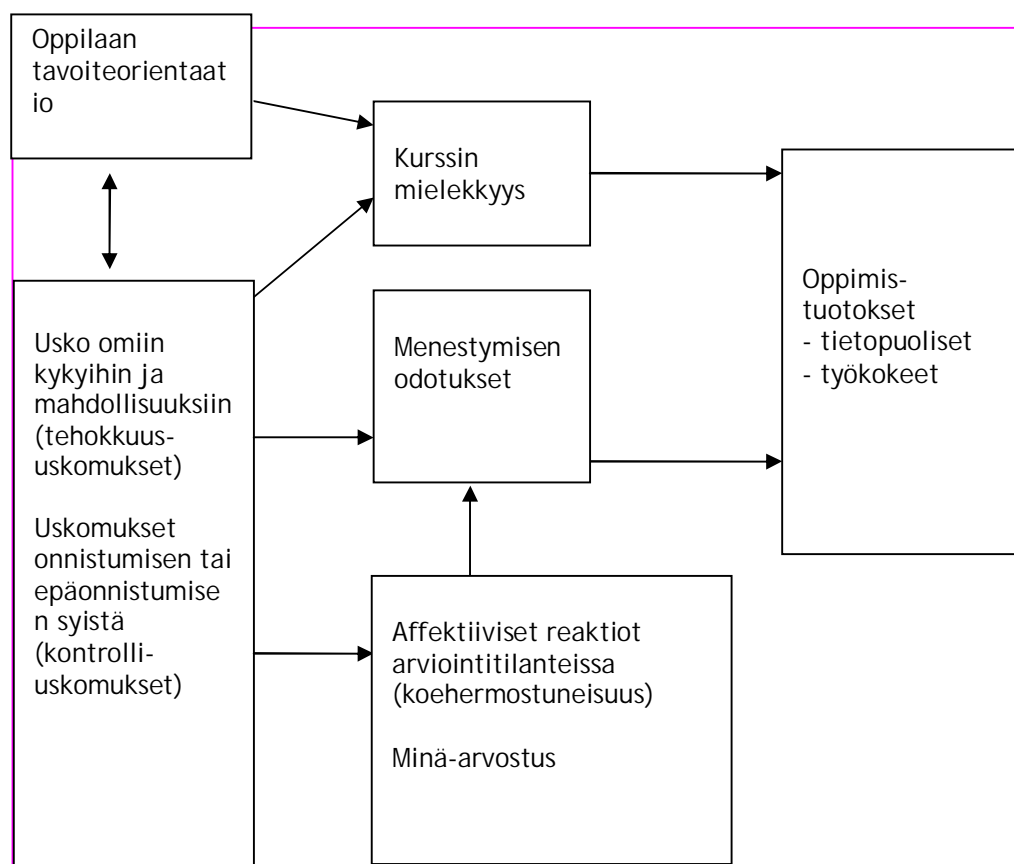 Oppilaan
tavoiteorientaat
io
Kurssin
mielekkyys
Oppimis-
tuotokset
- tietopuoliset
- työkokeet
Usko omiin
kykyihin ja
mahdollisuuksiin
(tehokkuus-
uskomukset)
Uskomukset
onnistumisen tai
epäonnistumise
n syistä
(kontrolli-
uskomukset)
Menestymisen
odotukset
Affektiiviset reaktiot
arviointitilanteissa
(koehermostuneisuus)
Minä-arvostus